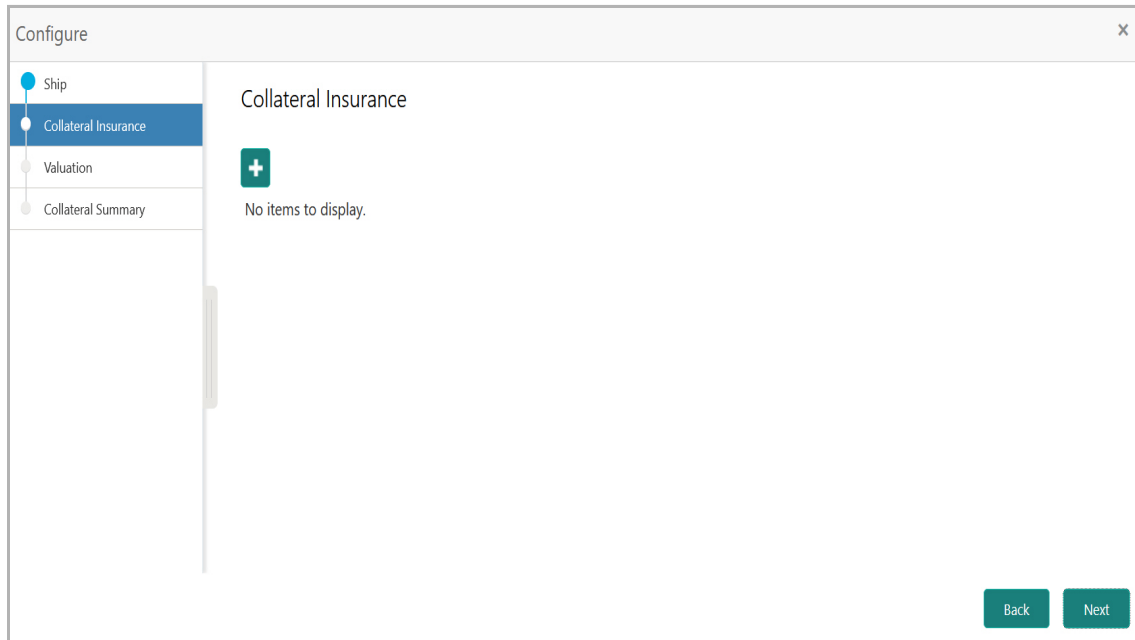 Configure
×
Ship
Collateral Insurance
Valuation
Collateral Summary
Collateral Insurance
+
No items to display.
Back
Next